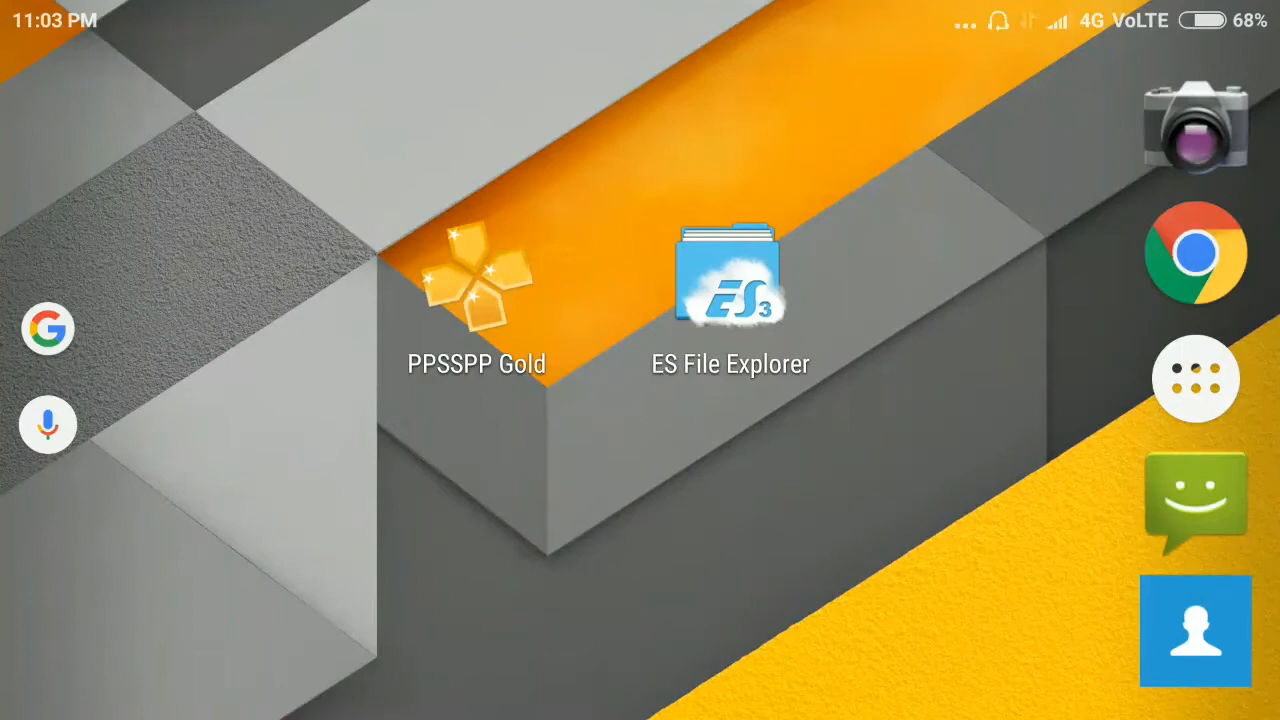 11:03 PM
... 4G VoLTE 68%
G
ES3
PPSSPP Gold
ES File Explorer